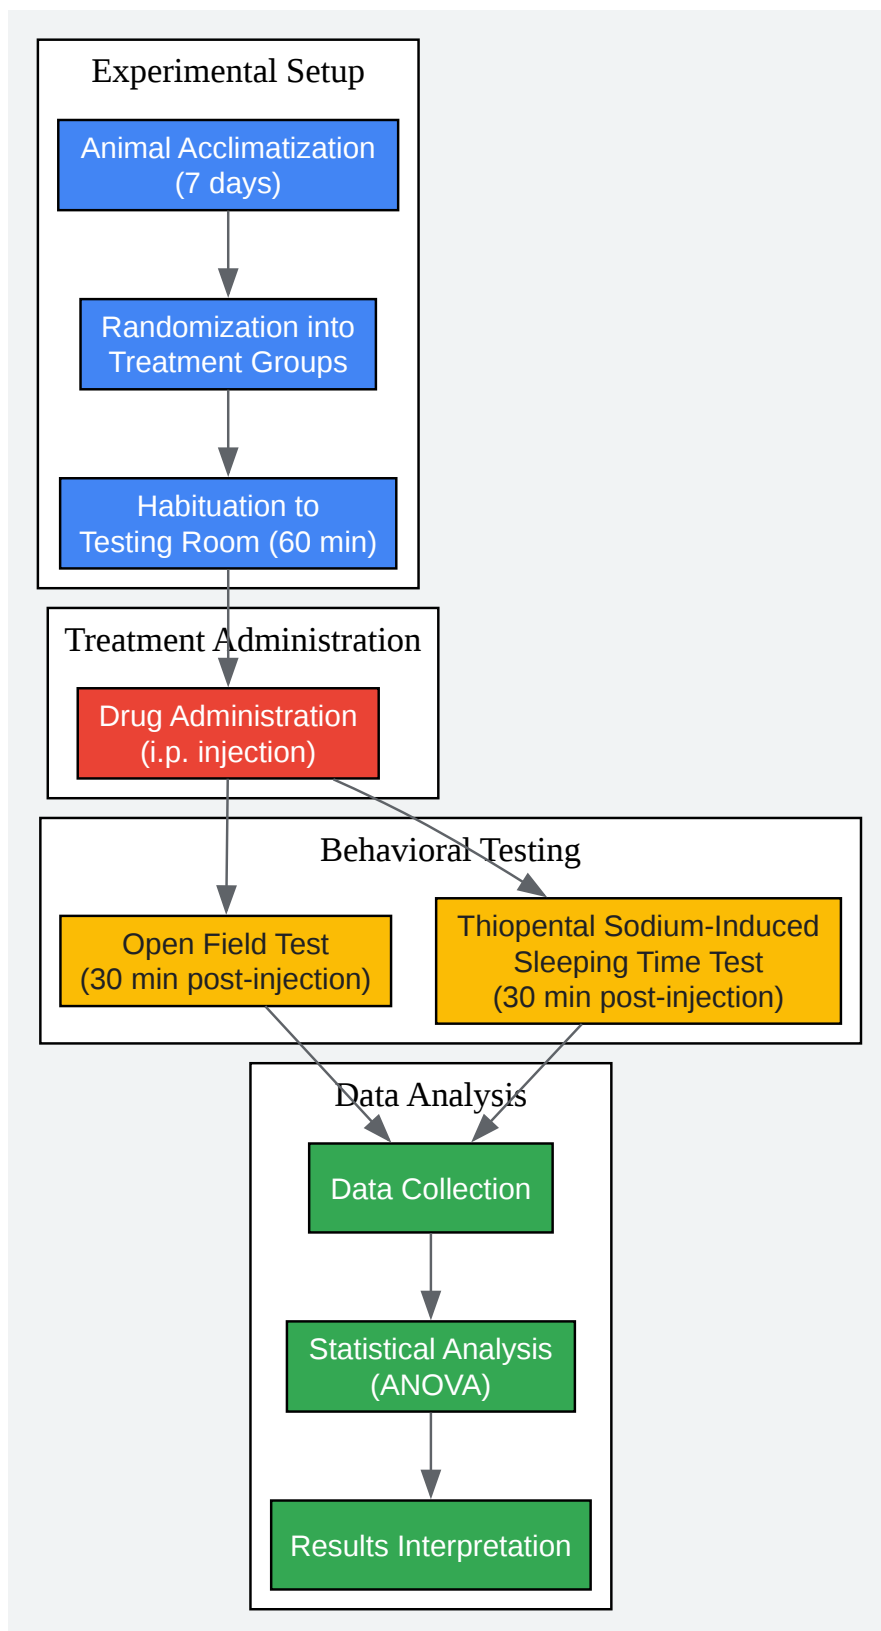 Experimental Setup
Animal Acclimatization
(7 days)
Randomization into
Treatment Groups
Habituation to
Testing Room (60 min)
Treatment Administration
Drug Administration
(i.p. injection)
Behavioral Testing
Open Field Test
(30 min post-injection)
Thiopental Sodium-Induced
Sleeping Time Test
(30 min post-injection)
Data Analysis
Data Collection
Statistical Analysis
(ANOVA)
Results Interpretation